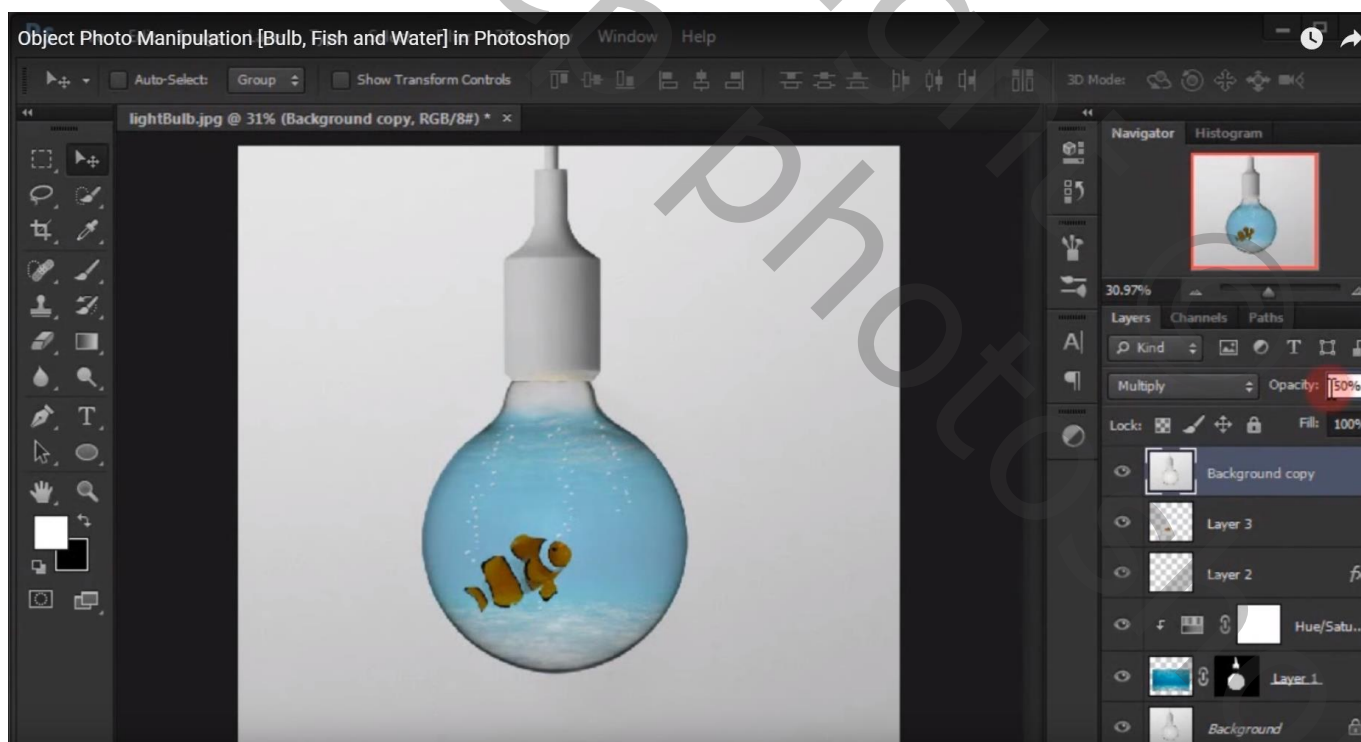 Object Photo Manipulation [Bulb, Fish and Water] in Photoshop
Window Help
Auto-Select: Group Show Transform Controls 3D Mode:
lightBulb.jpg @ 31% (Background copy, RGB/8#) * ×
Navigator Histogram
30.97%
Layers Channels Paths
Kind
Multiply Opacity: 50%
Lock: Fill: 100%
Background copy
Layer 3
Layer 2 fx
Hue/Satu...
Layer 1
Background
photos